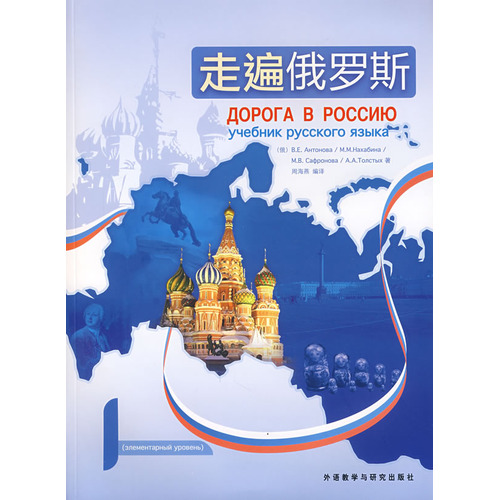 走遍俄罗斯
ДОРОГА В РОССИЮ
учебник русского языка
(俄) В.Е. Антонова / М.М.Нахабина /
М.В. Сафронова / А.А.Толстых 著
周海燕 编译
1
(элементарный уровень)
外语教学与研究出版社